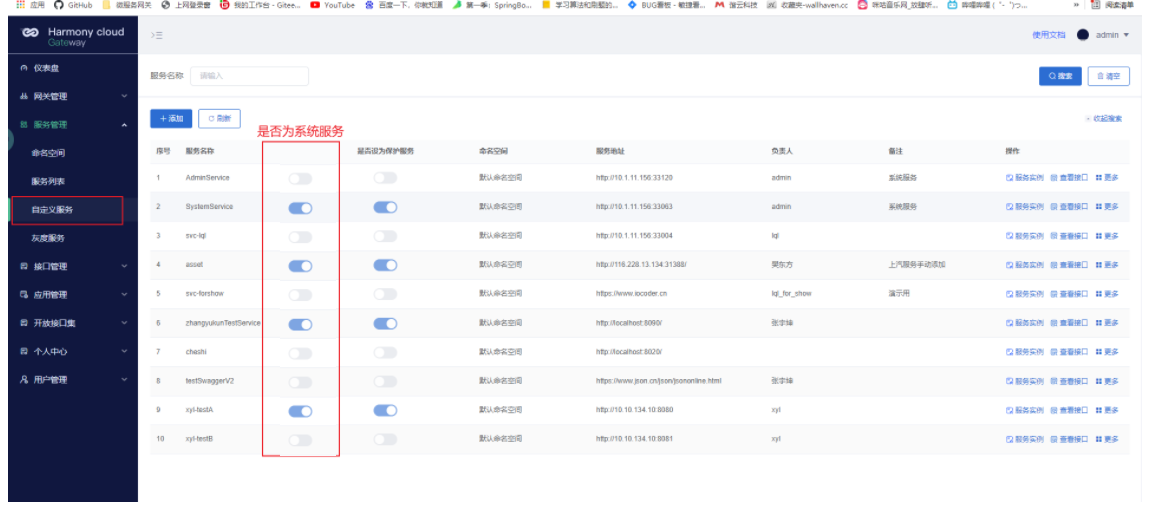 应用 GitHub 微服务网关 上网登录窗 我的工作台 - Gitee... YouTube 百度一下，你就知道 第一季: SpringBo... 学习算法和刷题的... BUG看板 - 敏捷看... 做云科技 收藏夹-wallhaven.cc 咪咕音乐网_放肆听... 哔哩哔哩 ( ゜- ゜)つ... » 阅读清单
Harmony cloud
Gateway
使用文档 admin
仪表盘
网关管理
服务管理
命名空间
服务列表
自定义服务
灰度服务
接口管理
应用管理
开放接口集
个人中心
用户管理
服务名称 请输入 搜索 清空
+ 添加 刷新 收起搜索
是否为系统服务
序号 服务名称 是否设为保护服务 命名空间 服务地址 负责人 备注 操作
1 AdminService 默认命名空间 http://10.1.11.156:33120 admin 系统服务 服务实例 查看接口 更多
2 SystemService 默认命名空间 http://10.1.11.156:33063 admin 系统服务 服务实例 查看接口 更多
3 svc-lql 默认命名空间 http://10.1.11.156:33004 lql 服务实例 查看接口 更多
4 asset 默认命名空间 http://116.228.13.134:31388/ 樊东方 上汽服务手动添加 服务实例 查看接口 更多
5 svc-forshow 默认命名空间 https://www.iocoder.cn lql_for_show 演示用 服务实例 查看接口 更多
6 zhangyukunTestService 默认命名空间 http://localhost:8090/ 服务实例 查看接口 更多
7 cheshi 默认命名空间 http://localhost:8020/ 服务实例 查看接口 更多
8 testSwaggerV2 默认命名空间 https://www.json.cn/json/jsononline.html 服务实例 查看接口 更多
9 xyl-testA 默认命名空间 http://10.10.134.10:8080 xyl 服务实例 查看接口 更多
10 xyl-testB 默认命名空间 http://10.10.134.10:8081 xyl 服务实例 查看接口 更多